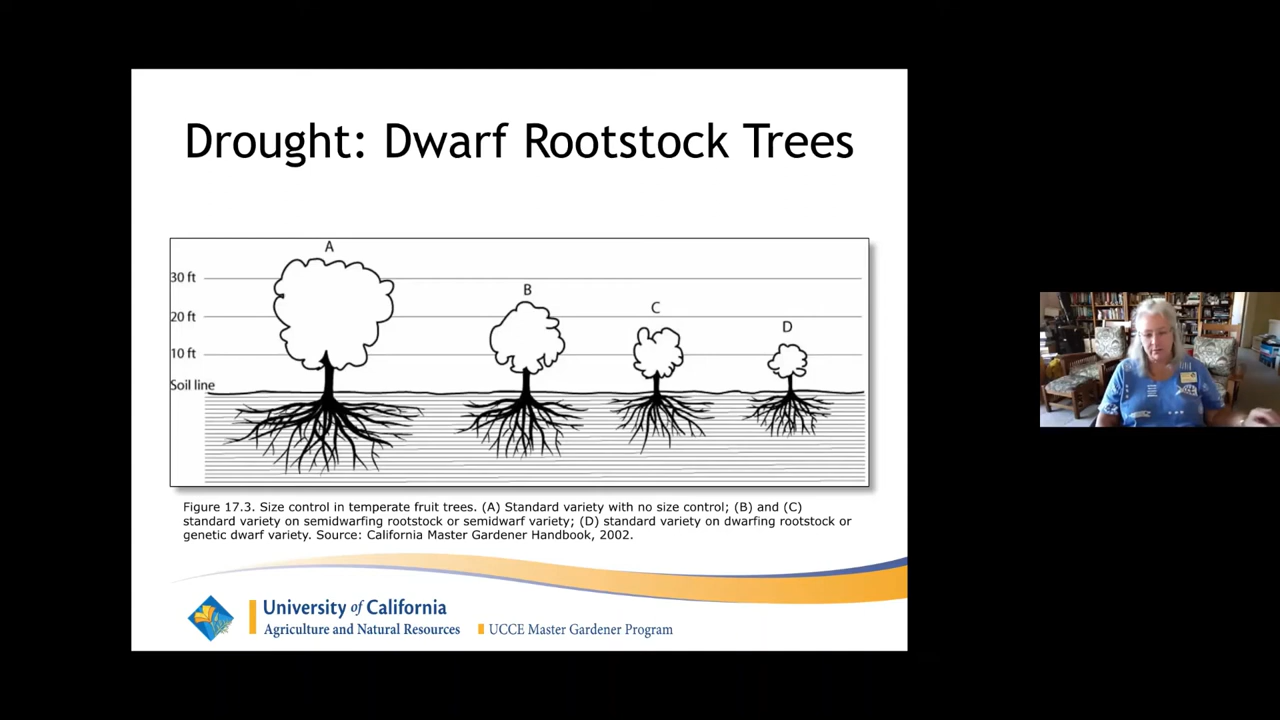 Drought: Dwarf Rootstock Trees
A
B
C
D
30 ft
20 ft
10 ft
Soil line
Figure 17.3. Size control in temperate fruit trees. (A) Standard variety with no size control; (B) and (C)
standard variety on semidwarfing rootstock or semidwarf variety; (D) standard variety on dwarfing rootstock or
genetic dwarf variety. Source: California Master Gardener Handbook, 2002.
University of California
Agriculture and Natural Resources
UCCE Master Gardener Program